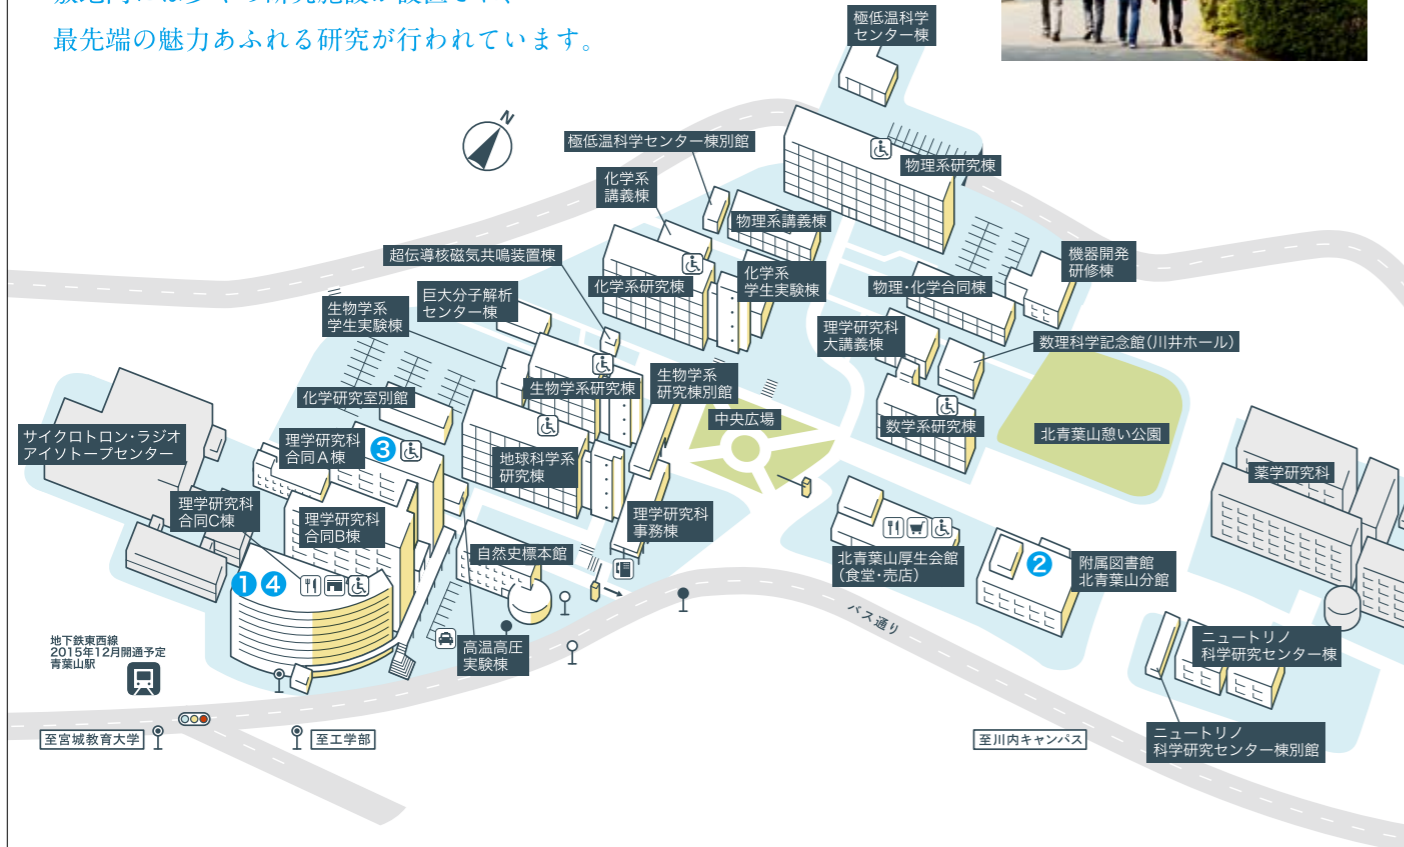 最先端の魅力あふれる研究が行われています。
極低温科学
センター棟
N
極低温科学センター棟別館
物理系研究棟
化学系
講義棟
物理系講義棟
超伝導核磁気共鳴装置棟
機器開発
研修棟
化学系研究棟
化学系
学生実験棟
物理・化学合同棟
巨大分子解析
センター棟
生物学系
学生実験棟
理学研究科
大講義棟
数理科学記念館(川井ホール)
生物学系研究棟
生物学系
研究棟別館
化学研究室別館
中央広場
数学系研究棟
北青葉山憩い公園
サイクロトロン・ラジオ
アイソトープセンター
理学研究科
合同A棟
3
地球科学系
研究棟
薬学研究科
理学研究科
合同C棟
理学研究科
合同B棟
理学研究科
事務棟
自然史標本館
北青葉山厚生会館
(食堂・売店)
2
附属図書館
北青葉山分館
1 4
バス通り
地下鉄東西線
2015年12月開通予定
青葉山駅
高温高圧
実験棟
ニュートリノ
科学研究センター棟
至宮城教育大学
至工学部
至川内キャンパス
ニュートリノ
科学研究センター棟別館